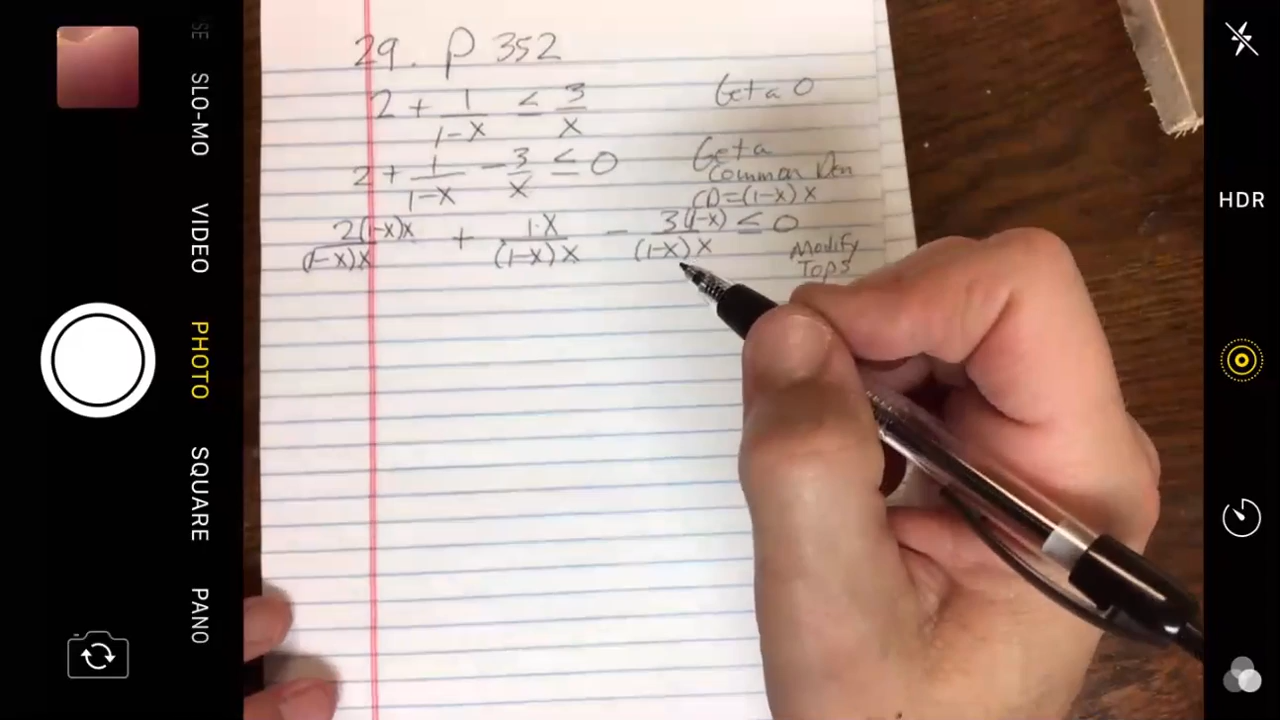 SE
SLO-MO
VIDEO
PHOTO
SQUARE
PANO
HDR
29. P 352
2 + 1/(1-x) ≤ 3/x Get a 0
2 + 1/(1-x) - 3/x ≤ 0 Get a
Common Den
CD=(1-x)x
2(1-x)x/(1-x)x + 1·x/(1-x)x - 3(1-x)/(1-x)x ≤ 0
Modify
Tops